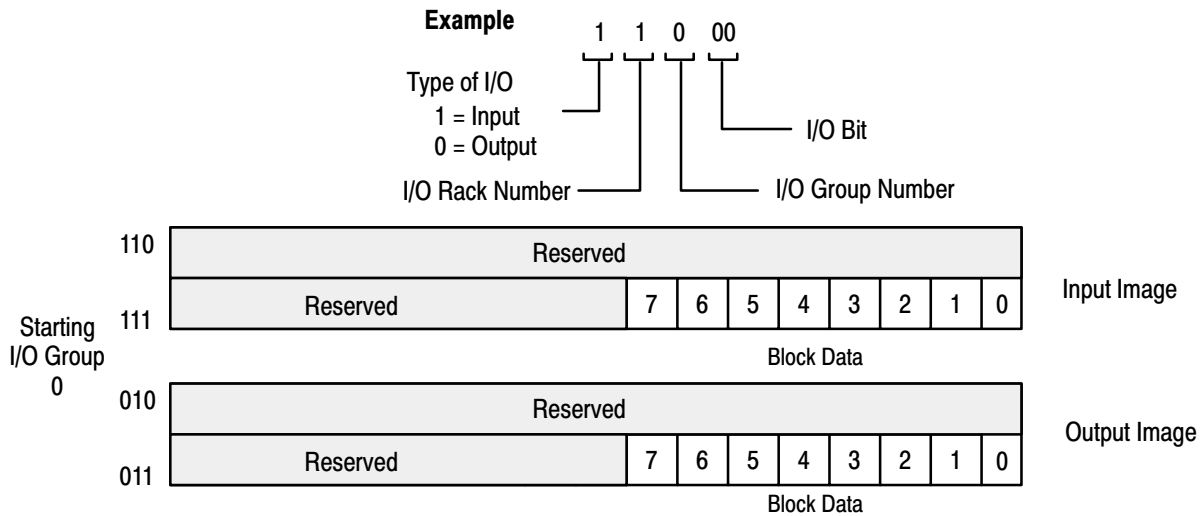 Example
1 1 0 00
Type of I/O
1 = Input
0 = Output
I/O Bit
I/O Rack Number
I/O Group Number
110
Reserved
Input Image
111
Reserved
7 6 5 4 3 2 1 0
Block Data
Starting
I/O Group
0
010
Reserved
Output Image
011
Reserved
7 6 5 4 3 2 1 0
Block Data